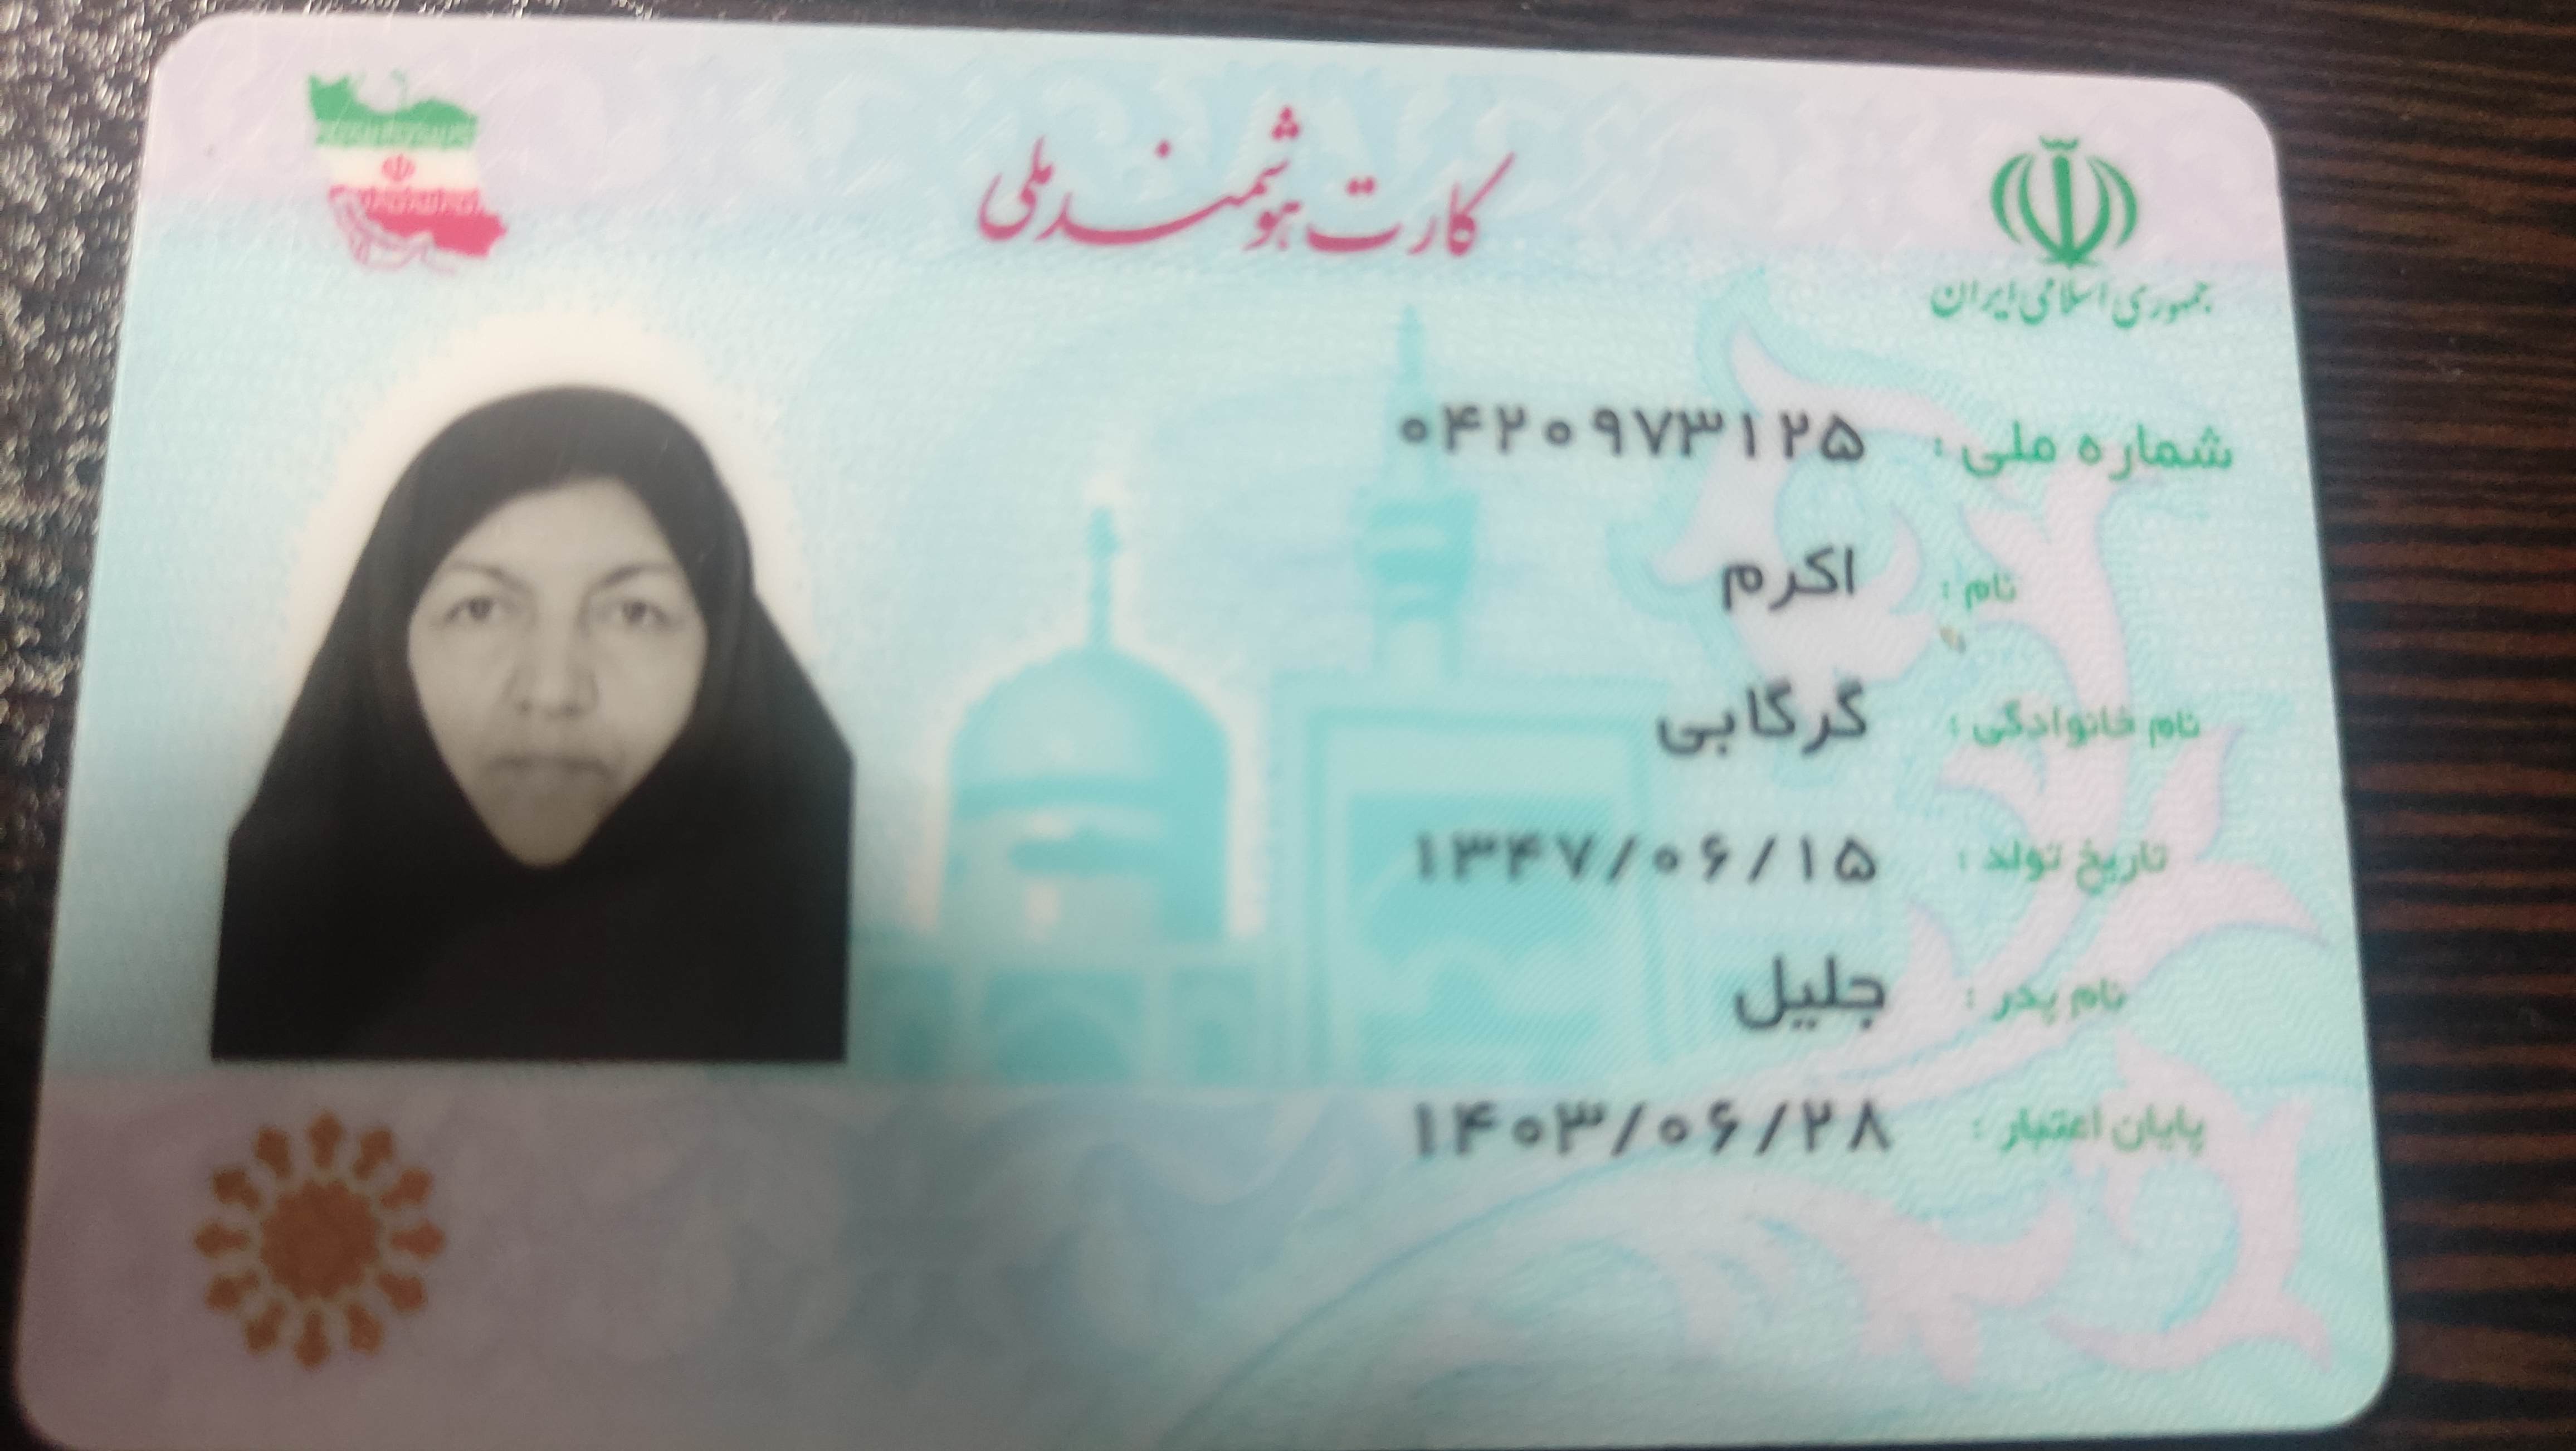 کارت هوشمند ملی
جمهوری اسلامی ایران
شماره ملی : ۰۴۲۰۹۷۳۱۲۵
نام : اکرم
نام خانوادگی : گرگابی
تاریخ تولد : ۱۳۴۷/۰۶/۱۵
نام پدر : جلیل
پایان اعتبار : ۱۴۰۳/۰۶/۲۸